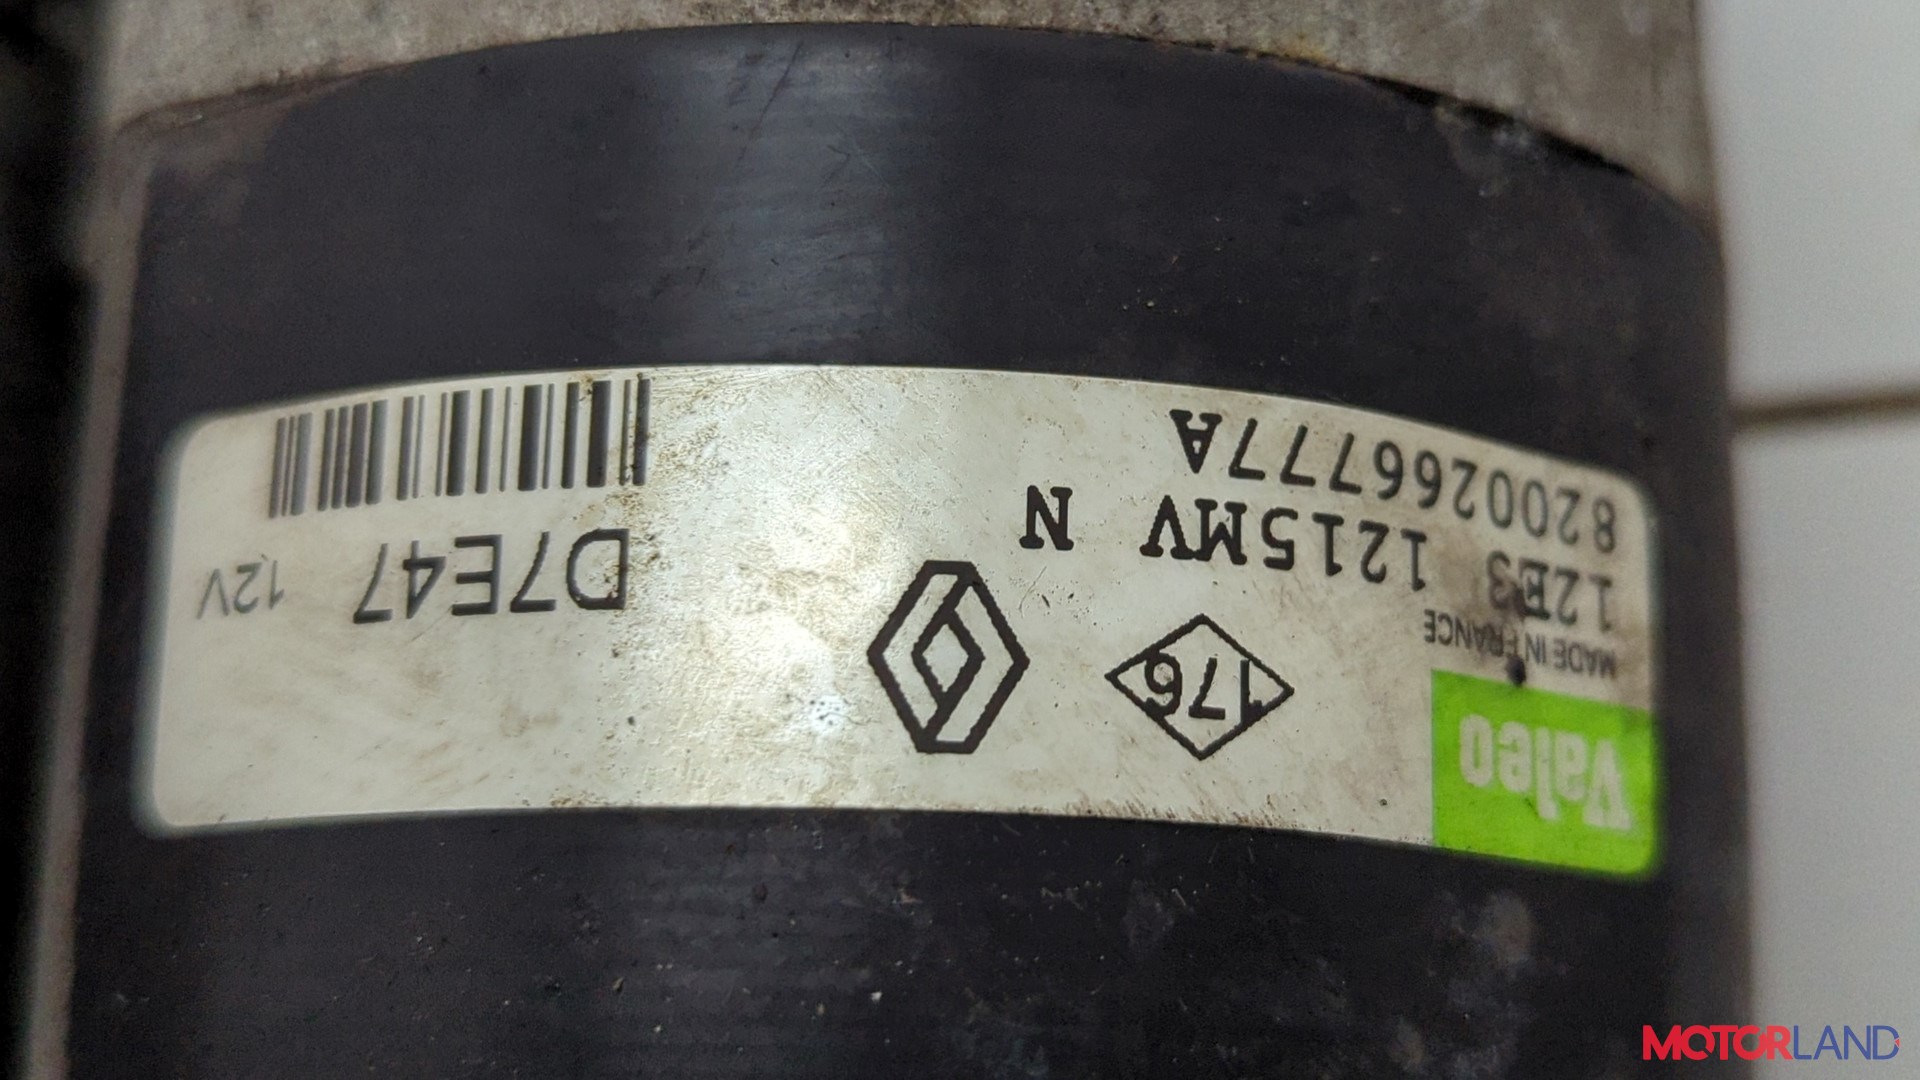 Valeo
MADE IN FRANCE
12E3 1215MV N
8200266777A
176
D7E47 12V
MOTORLAND